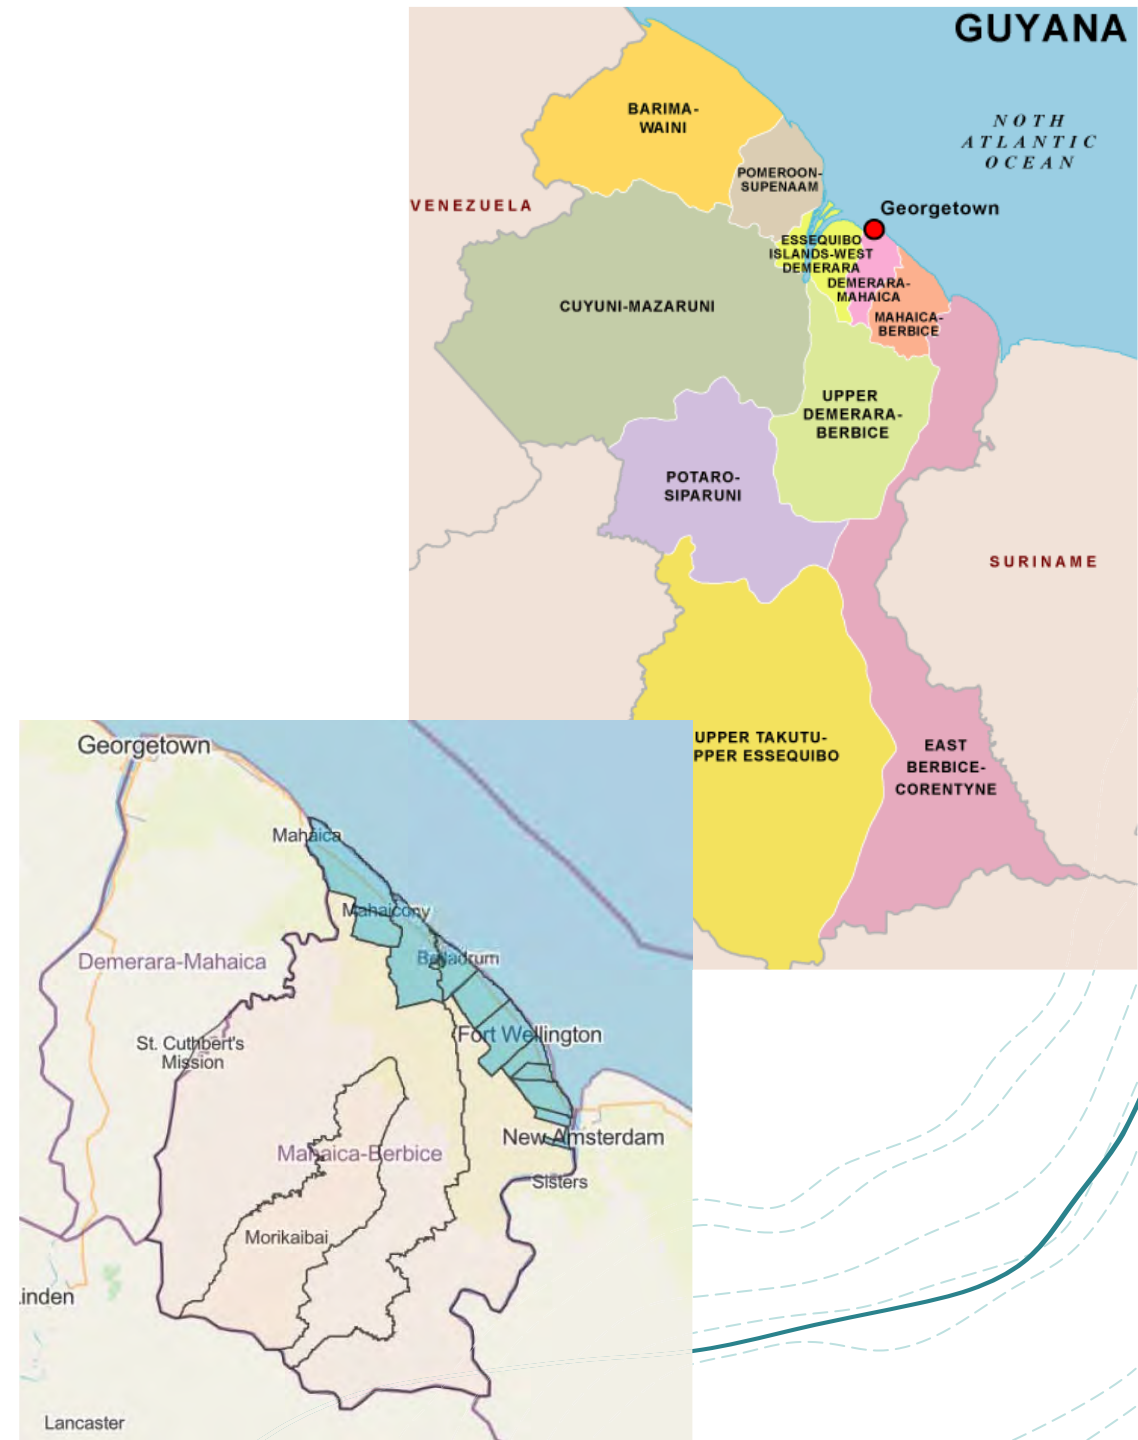 GUYANA
BARIMA-
WAINI
NOTH
ATLANTIC
OCEAN
POMEROON-
SUPENAAM
VENEZUELA
Georgetown
ESSEQUIBO
ISLANDS-WEST
DEMERARA
DEMERARA-
MAHAICA
CUYUNI-MAZARUNI
MAHAICA-
BERBICE
UPPER
DEMERARA-
BERBICE
POTARO-
SIPARUNI
SURINAME
UPPER TAKUTU-
PPER ESSEQUIBO
EAST
BERBICE-
CORENTYNE
Georgetown
Mahaica
Mahaicony
Demerara-Mahaica
Belladrum
Fort Wellington
St. Cuthbert's
Mission
New Amsterdam
Mahaica-Berbice
Sisters
Morikaibai
inden
Lancaster